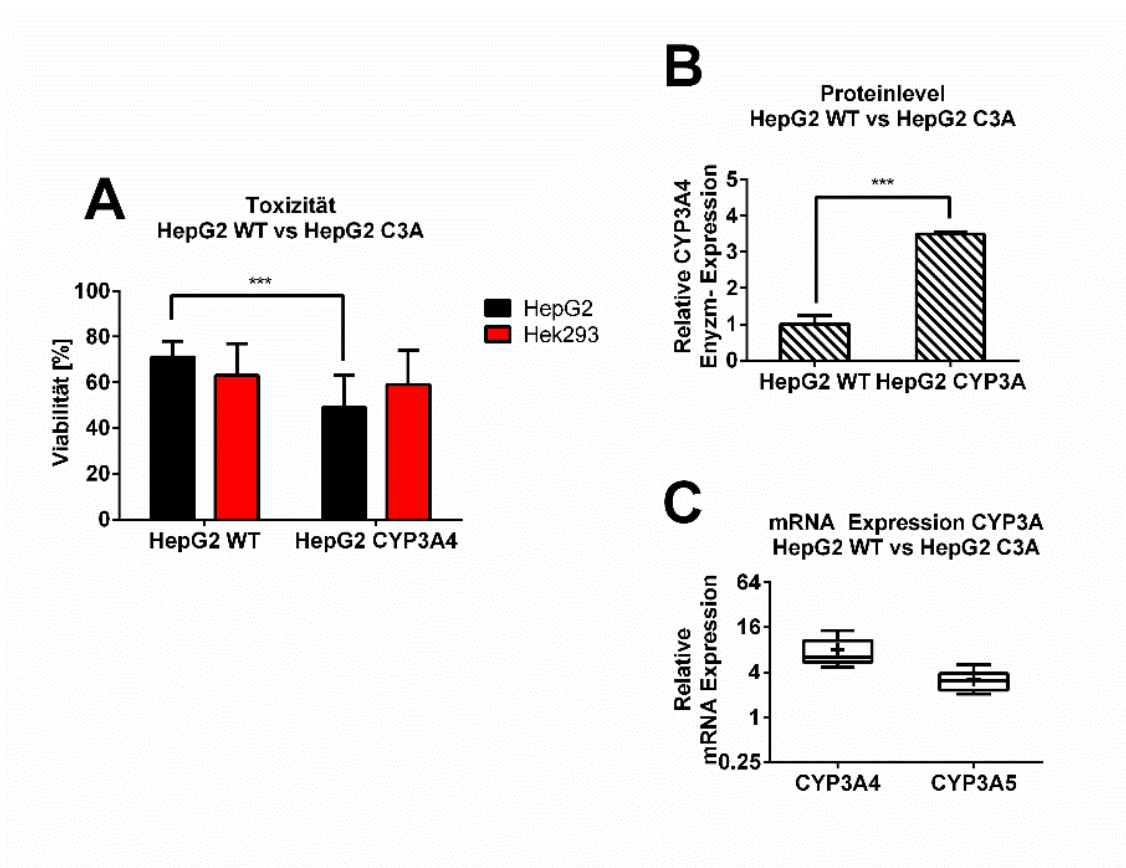 A
Toxizität
HepG2 WT vs HepG2 C3A
***
Viabilität [%]
100
80
60
40
20
0
HepG2 WT
HepG2 CYP3A4
HepG2
Hek293
B
Proteinlevel
HepG2 WT vs HepG2 C3A
***
Relative CYP3A4
Enyzm- Expression
5
4
3
2
1
0
HepG2 WT
HepG2 CYP3A
C
mRNA Expression CYP3A
HepG2 WT vs HepG2 C3A
Relative
mRNA Expression
64
16
4
1
0.25
CYP3A4
CYP3A5